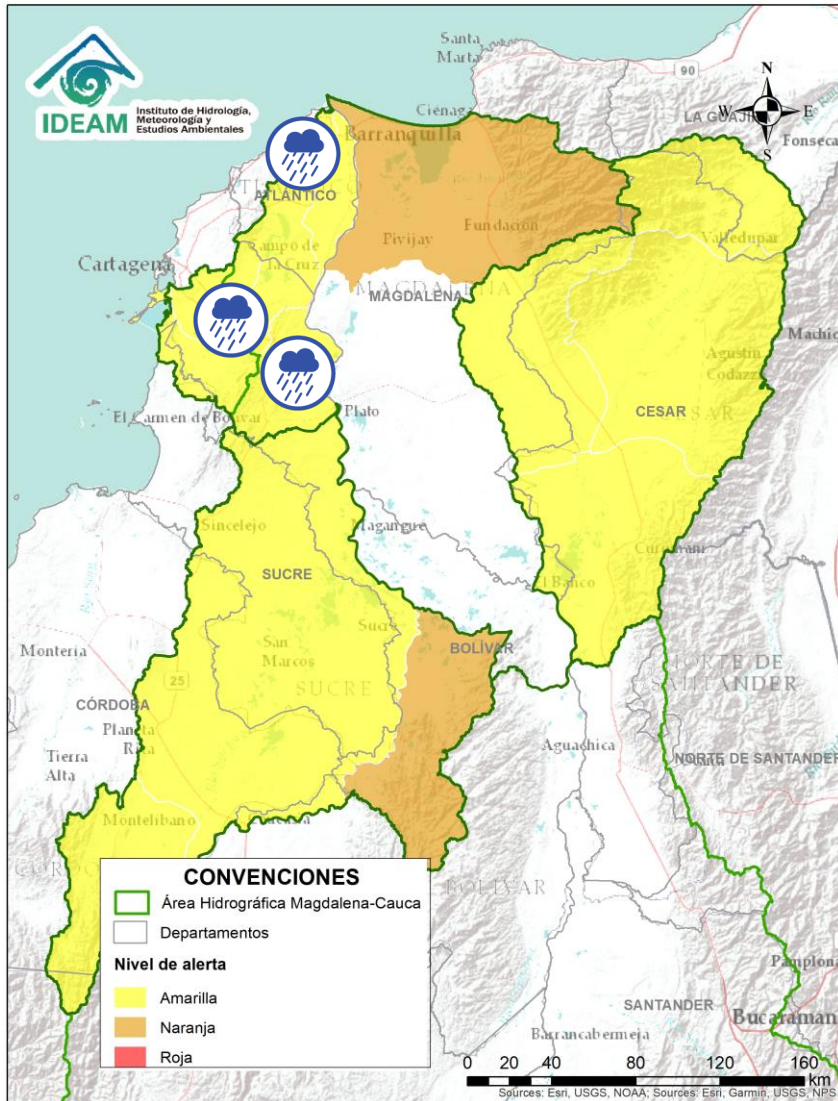 IDEAM
Instituto de Hidrología,
Meteorología y
Estudios Ambientales
Santa
Marta
90
N
W
E
S
LA GUAJI
Fonseca
Ciénaga
Barranquilla
ATLÁNTICO
Pivijay
Fundación
Valledupar
Campo de
la Cruz
Cartagena
MAGDALENA
Agustín
Codazzi
El Carmen de Bolívar
Plato
CESAR
Sincelejo
Magangue
SUCRE
El Banco
Sucre
BOLÍVAR
Montería
San
Marcos
SUCRE
25
NORTE DE
SANTANDER
CÓRDOBA
Planeta
Rica
Tierra
Alta
Aguachica
NORTE DE SANTANDER
Montelíbano
BOLÍVAR
CONVENCIONES
Área Hidrográfica Magdalena-Cauca
Departamentos
Nivel de alerta
Amarilla
Naranja
Roja
Pamplona
SANTANDER
Bucaraman
Barrancabermeja
0 20 40 80 120 160
km
Sources: Esri, USGS, NOAA; Sources: Esri, Garmin, USGS, NPS